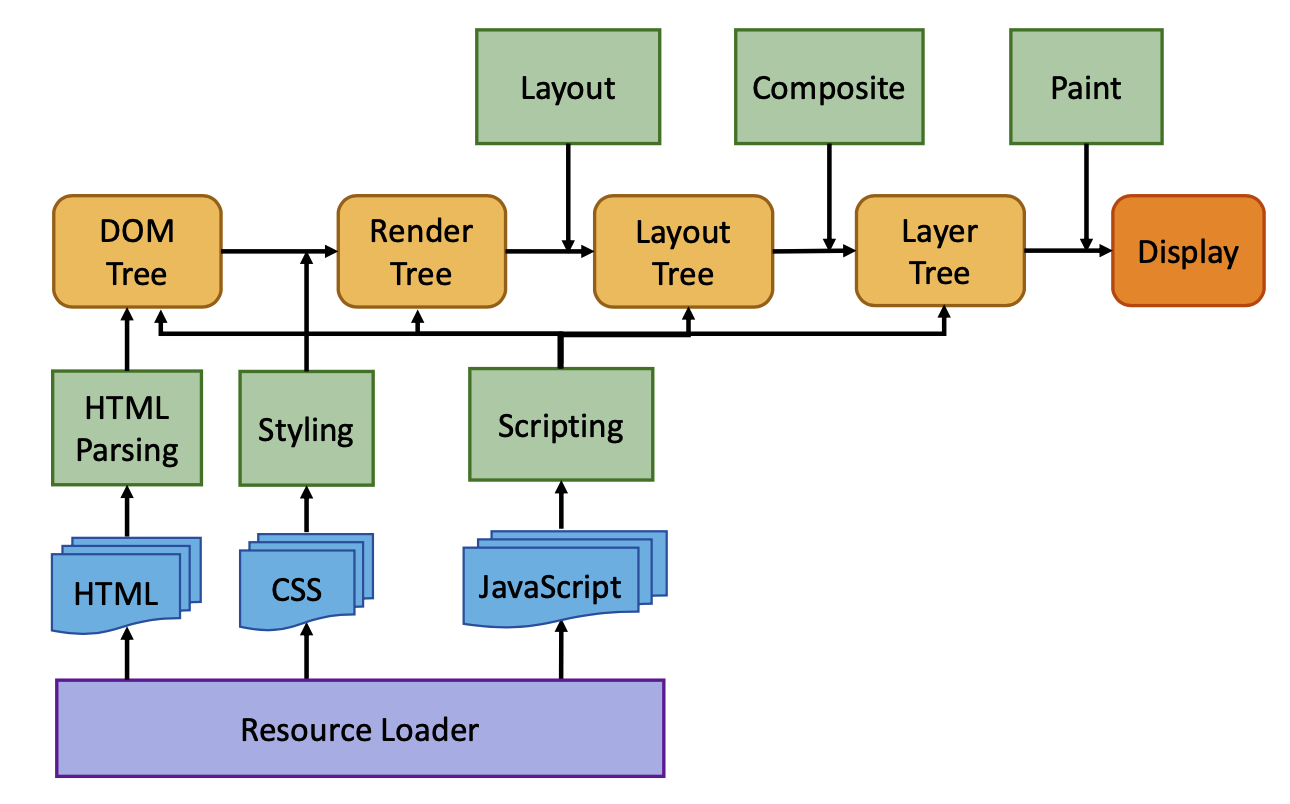 Layout
Composite
Paint
DOM
Tree
Render
Tree
Layout
Tree
Layer
Tree
Display
HTML
Parsing
Styling
Scripting
HTML
CSS
JavaScript
Resource Loader